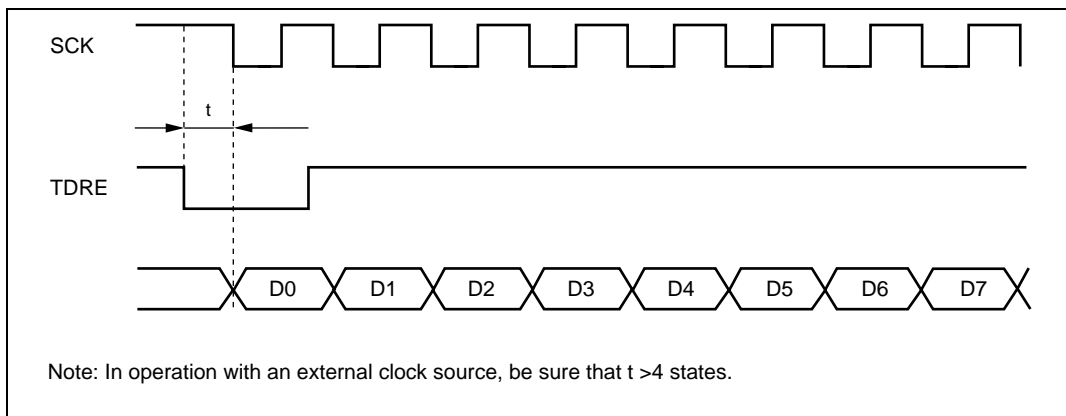 SCK
t
TDRE
D0 D1 D2 D3 D4 D5 D6 D7
Note: In operation with an external clock source, be sure that t >4 states.